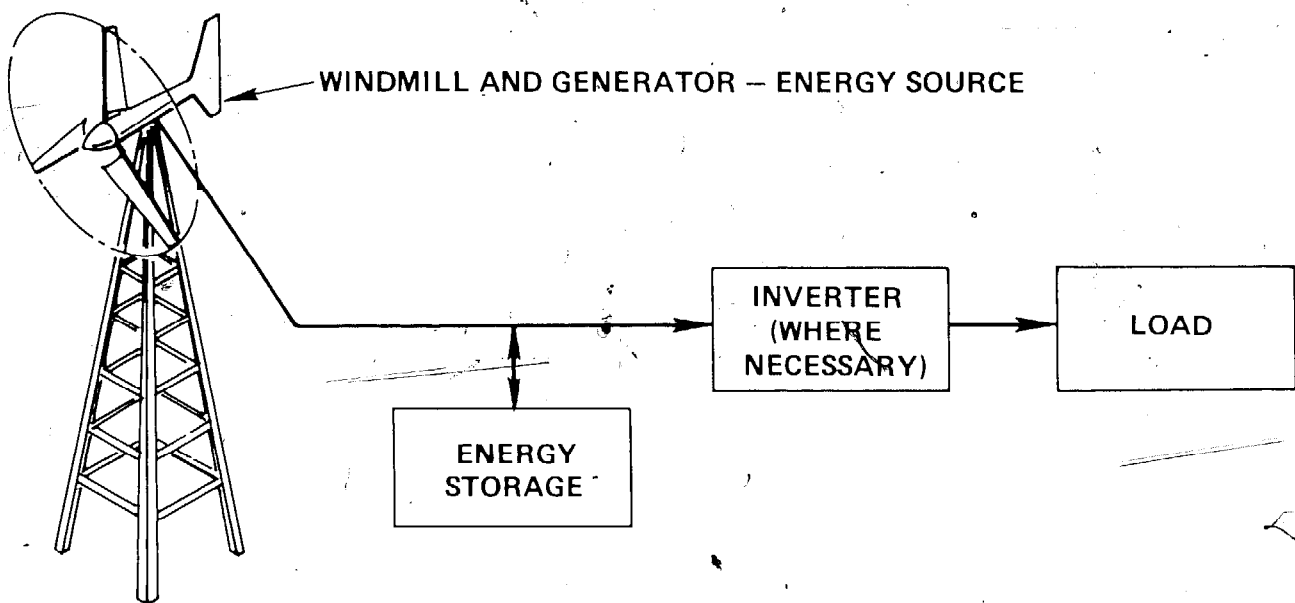 WINDMILL AND GENERATOR – ENERGY SOURCE
INVERTER
(WHERE
NECESSARY)
LOAD
ENERGY
STORAGE